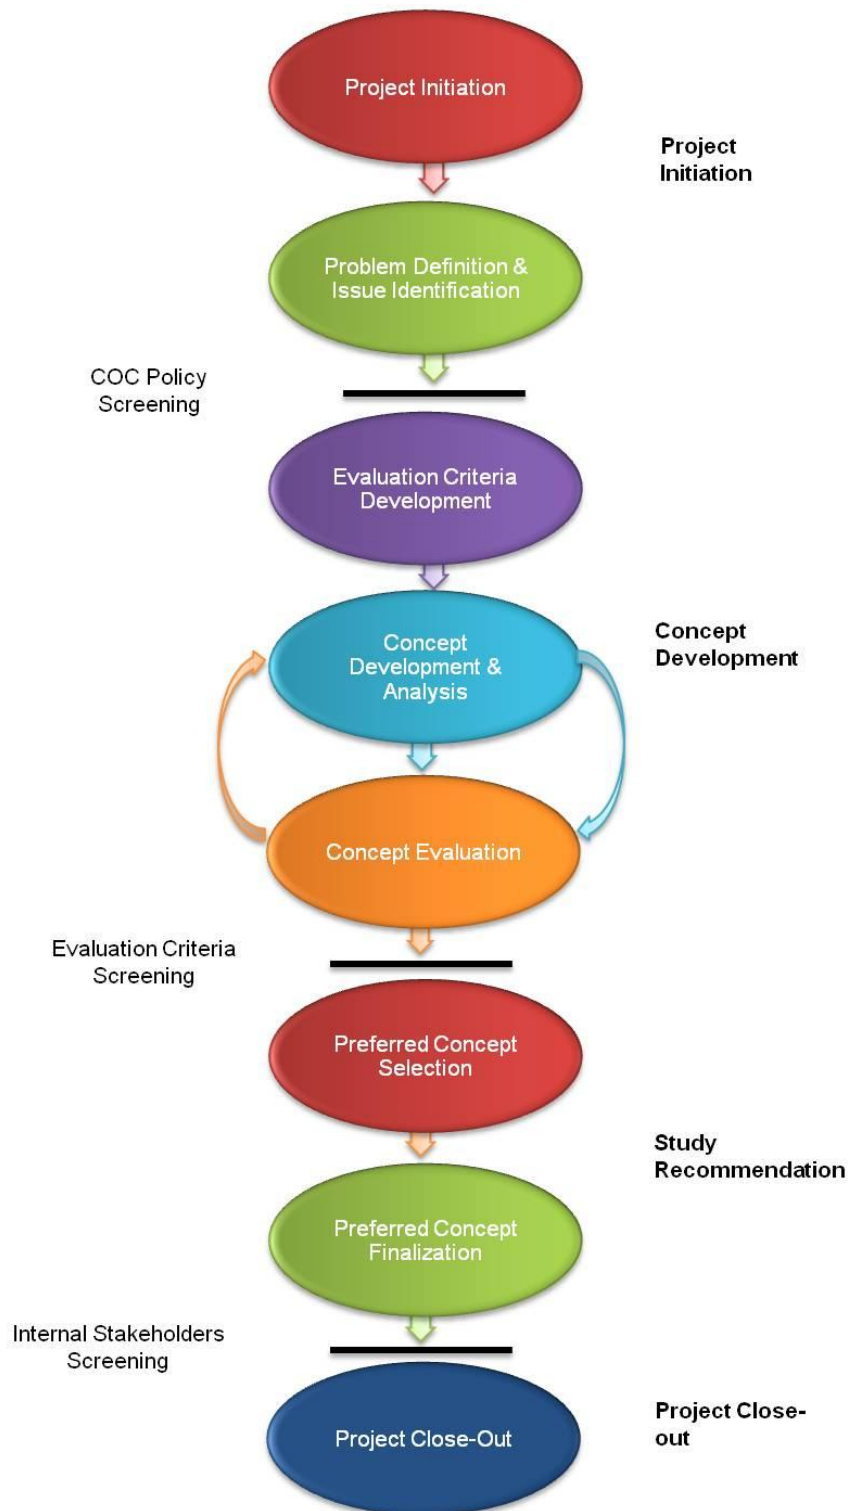 Project Initiation
Project
Initiation
Problem Definition &
Issue Identification
COC Policy
Screening
Evaluation Criteria
Development
Concept
Development &
Analysis
Concept
Development
Concept Evaluation
Evaluation Criteria
Screening
Preferred Concept
Selection
Study
Recommendation
Preferred Concept
Finalization
Internal Stakeholders
Screening
Project Close-Out
Project Close-
out